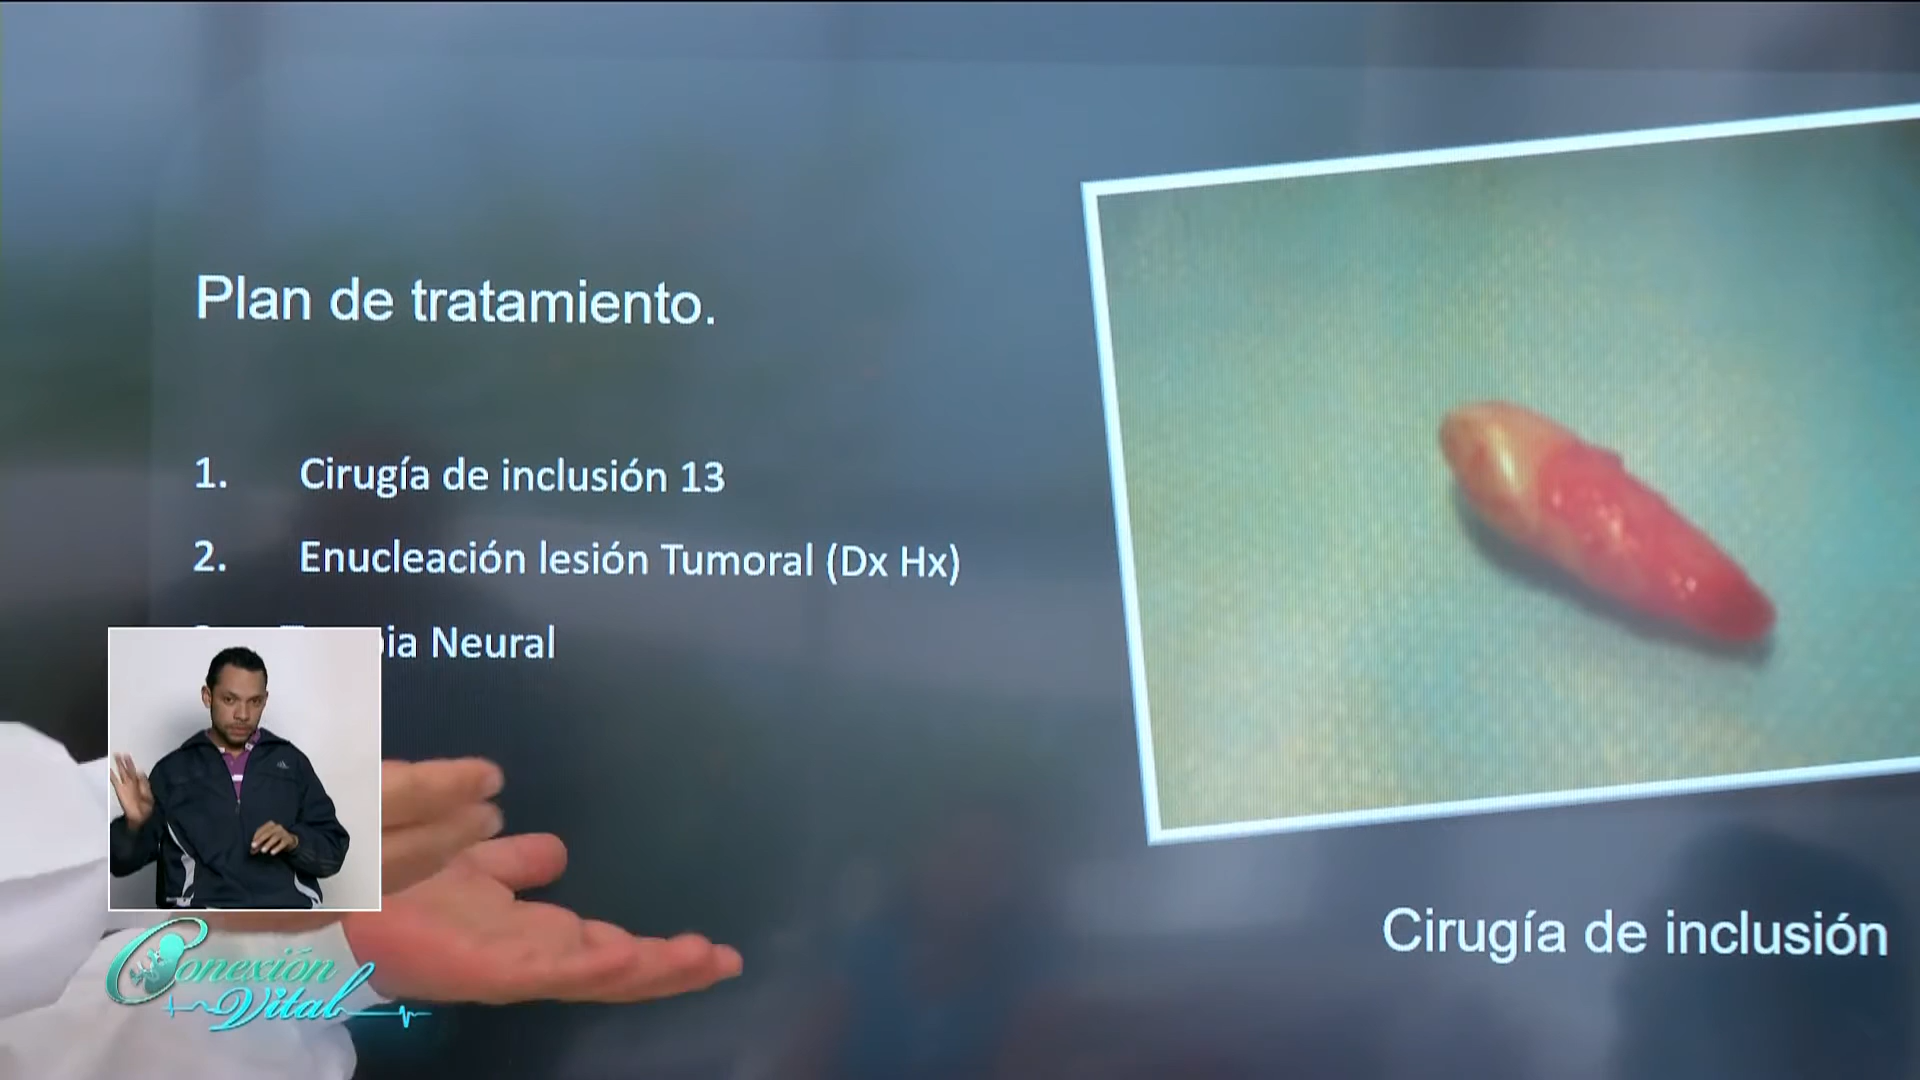 Plan de tratamiento.
1. Cirugía de inclusión 13
2. Enucleación lesión Tumoral (Dx Hx)
Neural
Cirugía de inclusión
Conexión
Vital